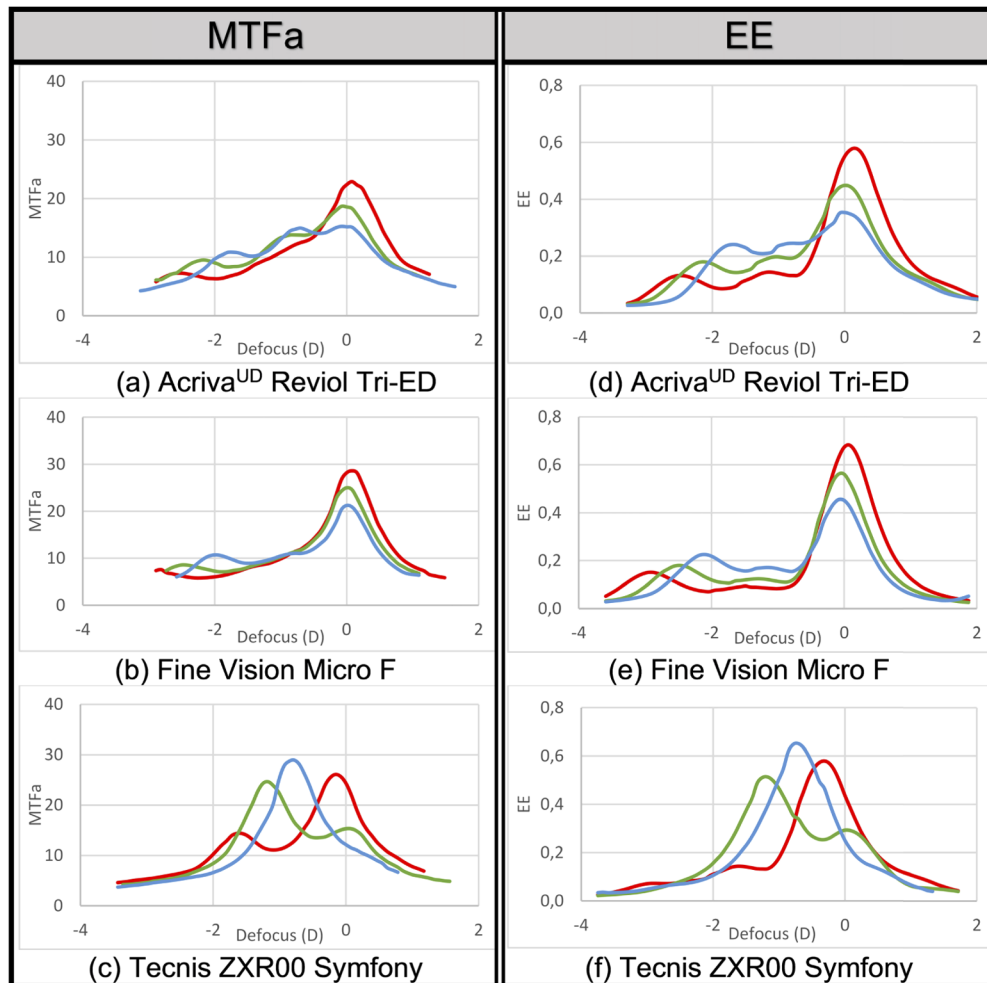 MTFa
EE
40
30
20
10
0
MTFa
-4
-2
0
2
Defocus (D)
(a) Acriva^UD Reviol Tri-ED
0,8
0,6
0,4
0,2
0,0
EE
-4
-2
0
2
Defocus (D)
(d) Acriva^UD Reviol Tri-ED
40
30
20
10
0
MTFa
-4
-2
0
2
Defocus (D)
(b) Fine Vision Micro F
0,8
0,6
0,4
0,2
0,0
EE
-4
-2
0
2
Defocus (D)
(e) Fine Vision Micro F
40
30
20
10
0
MTFa
-4
-2
0
2
Defocus (D)
(c) Tecnis ZXR00 Symfony
0,8
0,6
0,4
0,2
0,0
EE
-4
-2
0
2
Defocus (D)
(f) Tecnis ZXR00 Symfony